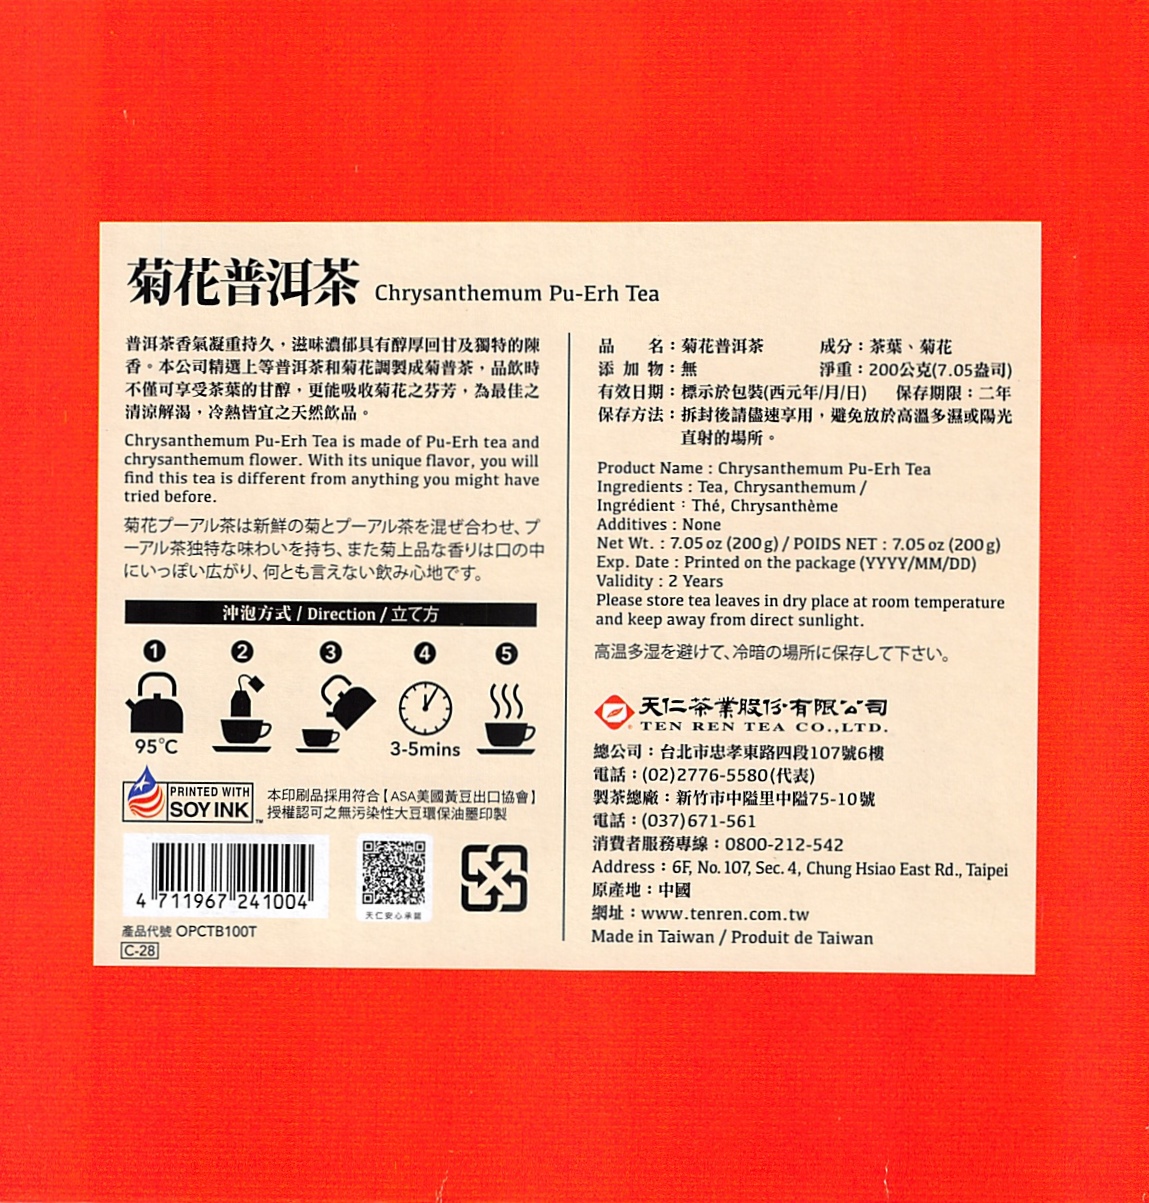 菊花普洱茶 Chrysanthemum Pu-Erh Tea
普洱茶香氣凝重持久，滋味濃郁具有醇厚回甘及獨特的陳
香。本公司精選上等普洱茶和菊花調製成菊普茶，品飲時
不僅可享受茶葉的甘醇，更能吸收菊花之芬芳，為最佳之
清涼解渴，冷熱皆宜之天然飲品。
Chrysanthemum Pu-Erh Tea is made of Pu-Erh tea and
chrysanthemum flower. With its unique flavor, you will
find this tea is different from anything you might have
tried before.
菊花プーアル茶は新鮮の菊とプーアル茶を混ぜ合わせ、プ
ーアル茶独特な味わいを持ち、また菊上品な香りは口の中
にいっぽい広がり、何とも言えない飲み心地です。
沖泡方式 / Direction / 立て方
1 2 3 4 5
95℃
3-5mins
PRINTED WITH
SOY INK™
本印刷品採用符合【ASA美國黃豆出口協會】
授權認可之無污染性大豆環保油墨印製
4 711967 241004
天仁安心承諾
產品代號 OPCTB100T
C-28
品　　名：菊花普洱茶　成分：茶葉、菊花
添 加 物：無　淨重：200公克(7.05盎司)
有效日期：標示於包裝(西元年/月/日)　保存期限：二年
保存方法：拆封後請儘速享用，避免放於高溫多濕或陽光
直射的場所。
Product Name : Chrysanthemum Pu-Erh Tea
Ingredients : Tea, Chrysanthemum /
Ingrédient : Thé, Chrysanthème
Additives : None
Net Wt. : 7.05 oz (200 g) / POIDS NET : 7.05 oz (200 g)
Exp. Date : Printed on the package (YYYY/MM/DD)
Validity : 2 Years
Please store tea leaves in dry place at room temperature
and keep away from direct sunlight.
高温多湿を避けて、冷暗の場所に保存して下さい。
天仁茶業股份有限公司
TEN REN TEA CO.,LTD.
總公司：台北市忠孝東路四段107號6樓
電話：(02)2776-5580(代表)
製茶總廠：新竹市中隘里中隘75-10號
電話：(037)671-561
消費者服務專線：0800-212-542
Address : 6F, No. 107, Sec. 4, Chung Hsiao East Rd., Taipei
原產地：中國
網址：www.tenren.com.tw
Made in Taiwan / Produit de Taiwan